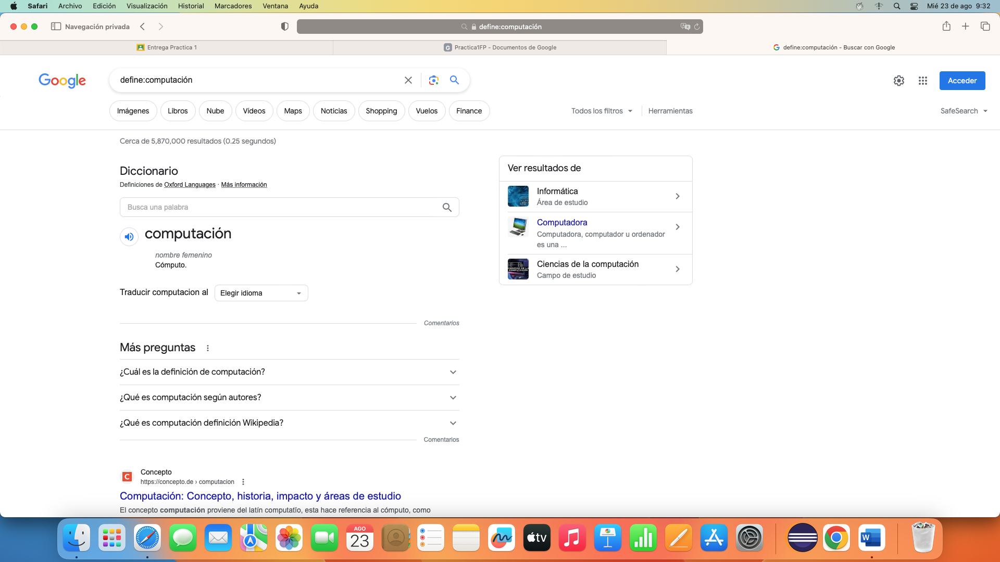 Safari Archivo Edición Visualización Historial Marcadores Ventana Ayuda Mié 23 de ago 9:32
Navegación privada define:computación
Entrega Practica 1 G Practica1FP - Documentos de Google define:computación - Buscar con Google
Google define:computación Acceder
Imágenes Libros Nube Vídeos Maps Noticias Shopping Vuelos Finance Todos los filtros Herramientas SafeSearch
Cerca de 5,870,000 resultados (0.25 segundos)
Diccionario
Definiciones de Oxford Languages · Más información
Busca una palabra
computación
nombre femenino
Cómputo.
Traducir computacion al Elegir idioma
Comentarios
Ver resultados de
Informática
Área de estudio
Computadora
Computadora, computador u ordenador
es una ...
Ciencias de la computación
Campo de estudio
Más preguntas
¿Cuál es la definición de computación?
¿Qué es computación según autores?
¿Qué es computación definición Wikipedia?
Comentarios
C Concepto
https://concepto.de › computacion
Computación: Concepto, historia, impacto y áreas de estudio
El concepto computación proviene del latín computatïo, esta hace referencia al cómputo, como
AGO
23
tv
W